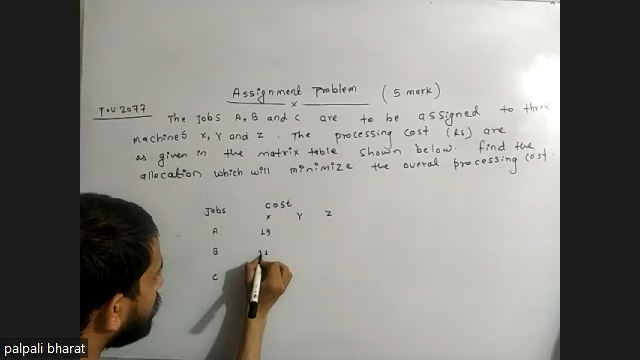 Assignment Problem (5 mark)
T.U 2077
The Jobs A, B and C are to be assigned to three
machines X, Y and Z. The processing cost (Rs) are
as given in the matrix table shown below. find the
allocation which will minimize the overal processing cost.
Jobs cost
X Y Z
A 19
B
C
palpali bharat